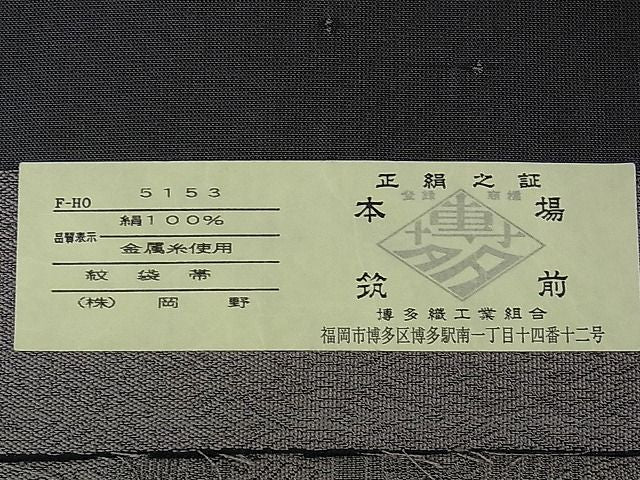 F-HO 5153
絹100%
品質表示
金属糸使用
紋袋帯
(株) 岡野
正絹之証
登録 商標
本場
博多
筑前
博多織工業組合
福岡市博多区博多駅南一丁目十四番十二号